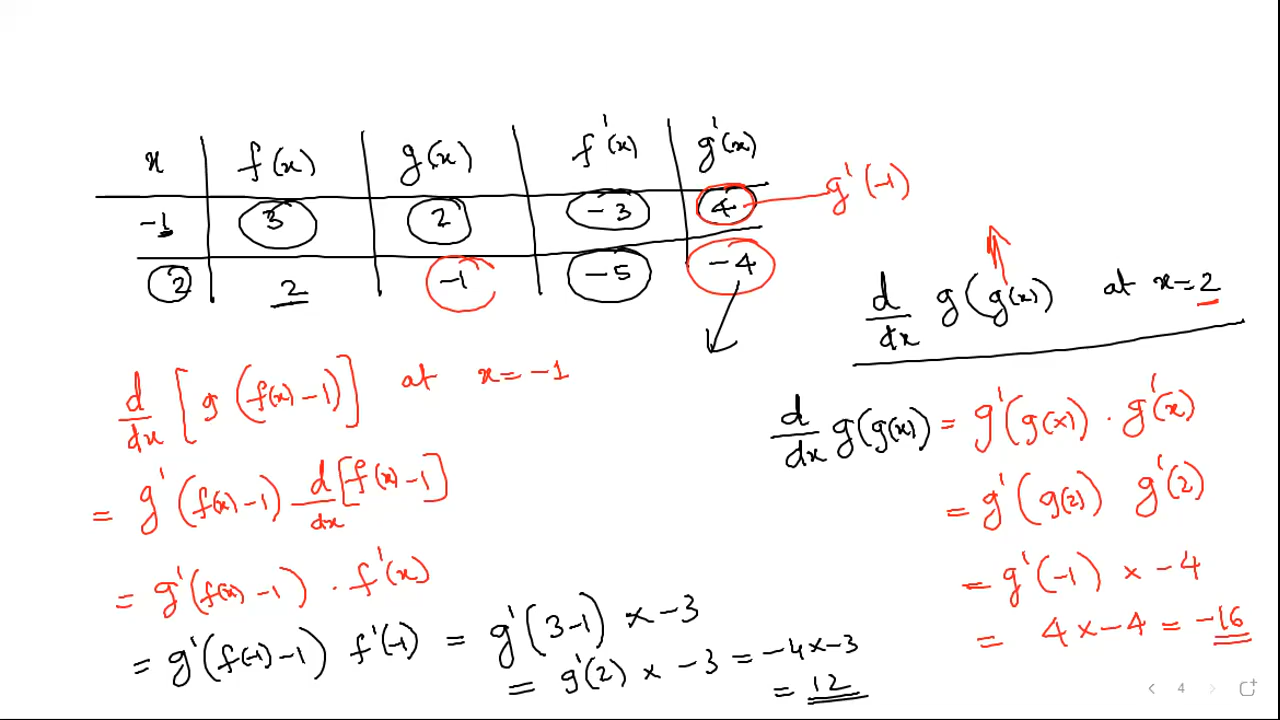 x f(x) g(x) f'(x) g'(x)
-1 3 2 -3 4 g'(-1)
2 2 -1 -5 -4
d/dx g(g(x)) at x=2
d/dx [g(f(x)-1)] at x=-1
= g'(f(x)-1) d/dx [f(x)-1]
= g'(f(x)-1) · f'(x)
= g'(f(-1)-1) f'(-1) = g'(3-1) x -3
= g'(2) x -3 = -4x-3
= 12
d/dx g(g(x)) = g'(g(x)) · g'(x)
= g'(g(2)) g'(2)
= g'(-1) x -4
= 4x-4 = -16
< 4 >